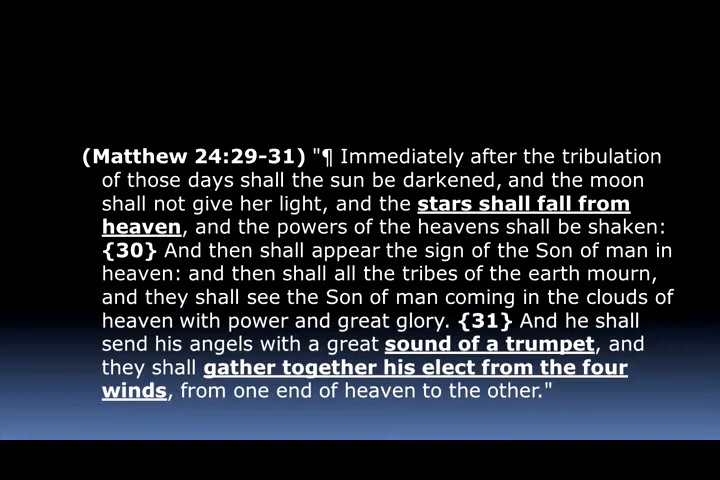 (Matthew 24:29-31) "¶ Immediately after the tribulation
of those days shall the sun be darkened, and the moon
shall not give her light, and the stars shall fall from
heaven, and the powers of the heavens shall be shaken:
{30} And then shall appear the sign of the Son of man in
heaven: and then shall all the tribes of the earth mourn,
and they shall see the Son of man coming in the clouds of
heaven with power and great glory. {31} And he shall
send his angels with a great sound of a trumpet, and
they shall gather together his elect from the four
winds, from one end of heaven to the other."